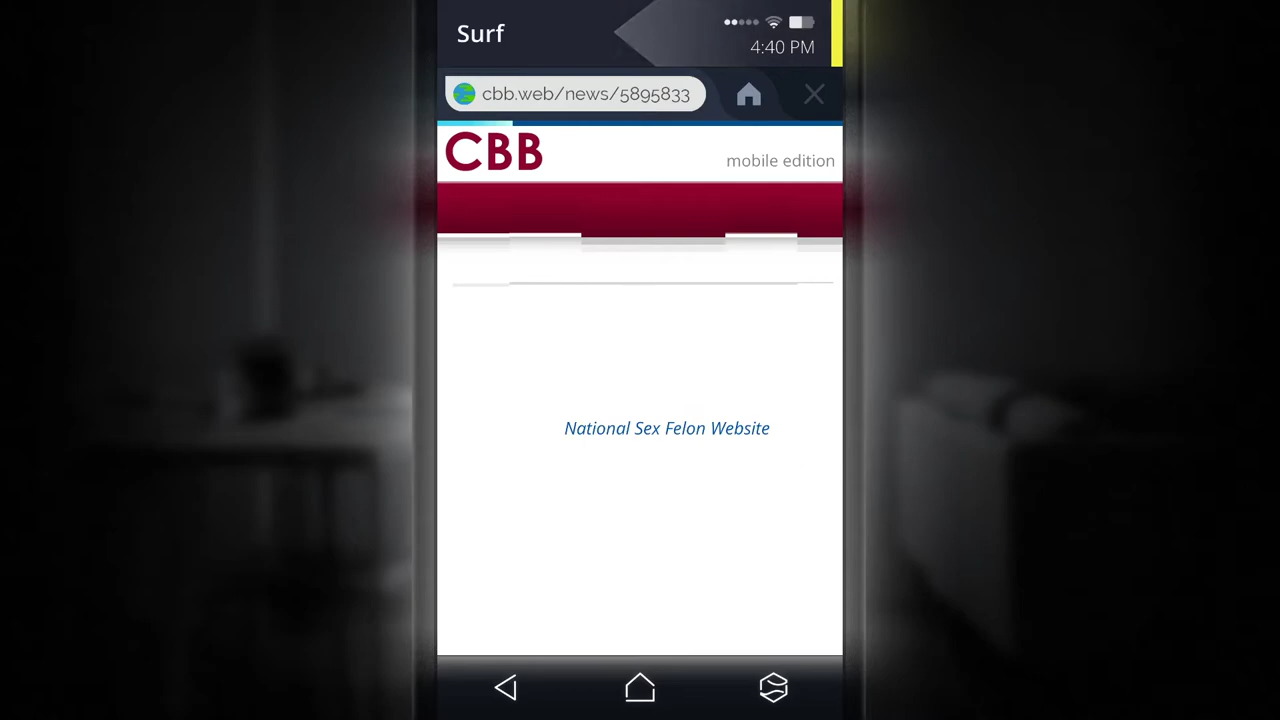 Surf
4:40 PM
cbb.web/news/5895833
CBB
mobile edition
National Sex Felon Website